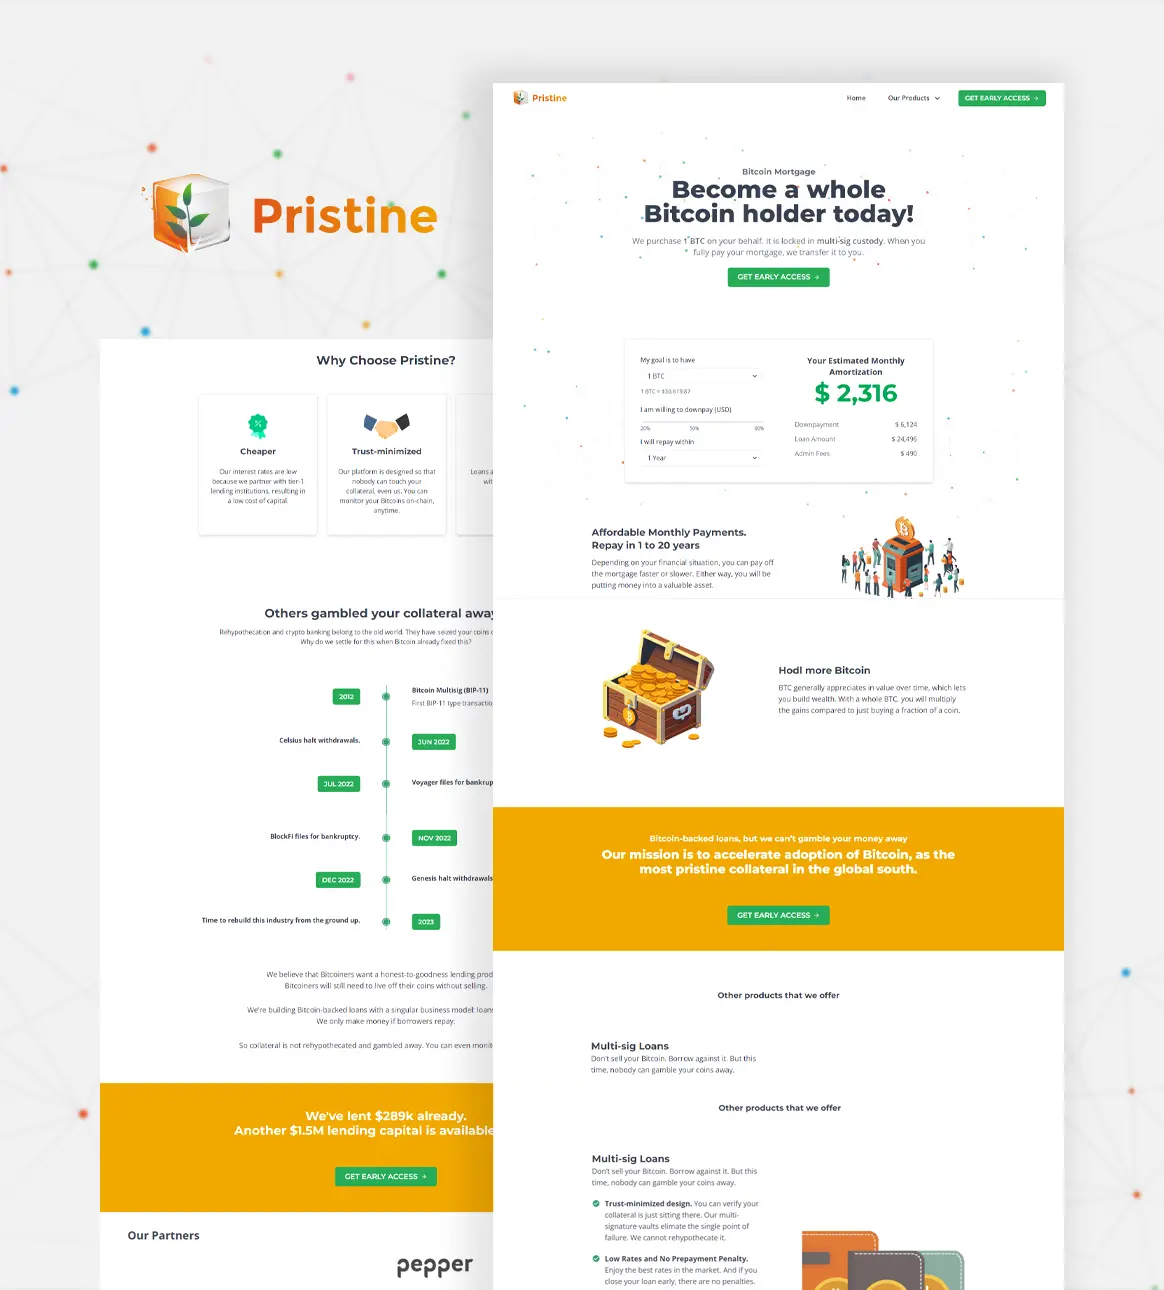 Pristine
Why Choose Pristine?
Cheaper
Our interest rates are low
because we partner with tier-1
lending institutions, resulting in
a low cost of capital.
Trust-minimized
Our platform is designed so that
nobody can touch your
collateral, even us. You can
monitor your Bitcoins on-chain,
anytime.
Loans a
wit
Others gambled your collateral away
Rehypothecation and crypto banking belong to the old world. They have seized your coins
Why do we settle for this when Bitcoin already fixed this?
2012
Bitcoin Multisig (BIP-11)
First BIP-11 type transactio
Celsius halt withdrawals.
JUN 2022
JUL 2022
Voyager files for bankrup
BlockFi files for bankruptcy.
NOV 2022
DEC 2022
Genesis halt withdrawals
Time to rebuild this industry from the ground up.
2023
We believe that Bitcoiners want a honest-to-goodness lending prod
Bitcoiners will still need to live off their coins without selling.
We're building Bitcoin-backed loans with a singular business model: loans
We only make money if borrowers repay.
So collateral is not rehypothecated and gambled away. You can even monit
We've lent $289k already.
Another $1.5M lending capital is available
GET EARLY ACCESS →
Our Partners
pepper
Pristine
Home
Our Products
GET EARLY ACCESS →
Bitcoin Mortgage
Become a whole
Bitcoin holder today!
We purchase 1 BTC on your behalf. It is locked in multi-sig custody. When you
fully pay your mortgage, we transfer it to you.
GET EARLY ACCESS →
My goal is to have
1 BTC
1 BTC = $30,619.87
I am willing to downpay (USD)
20% 50% 90%
I will repay within
1 Year
Your Estimated Monthly
Amortization
$ 2,316
Downpayment $ 6,124
Loan Amount $ 24,496
Admin Fees $ 490
Affordable Monthly Payments.
Repay in 1 to 20 years
Depending on your financial situation, you can pay off
the mortgage faster or slower. Either way, you will be
putting money into a valuable asset.
Hodl more Bitcoin
BTC generally appreciates in value over time, which lets
you build wealth. With a whole BTC, you will multiply
the gains compared to just buying a fraction of a coin.
Bitcoin-backed loans, but we can't gamble your money away
Our mission is to accelerate adoption of Bitcoin, as the
most pristine collateral in the global south.
GET EARLY ACCESS →
Other products that we offer
Multi-sig Loans
Don't sell your Bitcoin. Borrow against it. But this
time, nobody can gamble your coins away.
Other products that we offer
Multi-sig Loans
Don't sell your Bitcoin. Borrow against it. But this
time, nobody can gamble your coins away.
Trust-minimized design. You can verify your
collateral is just sitting there. Our multi-
signature vaults elimate the single point of
failure. We cannot rehypothecate it.
Low Rates and No Prepayment Penalty.
Enjoy the best rates in the market. And if you
close your loan early, there are no penalties.